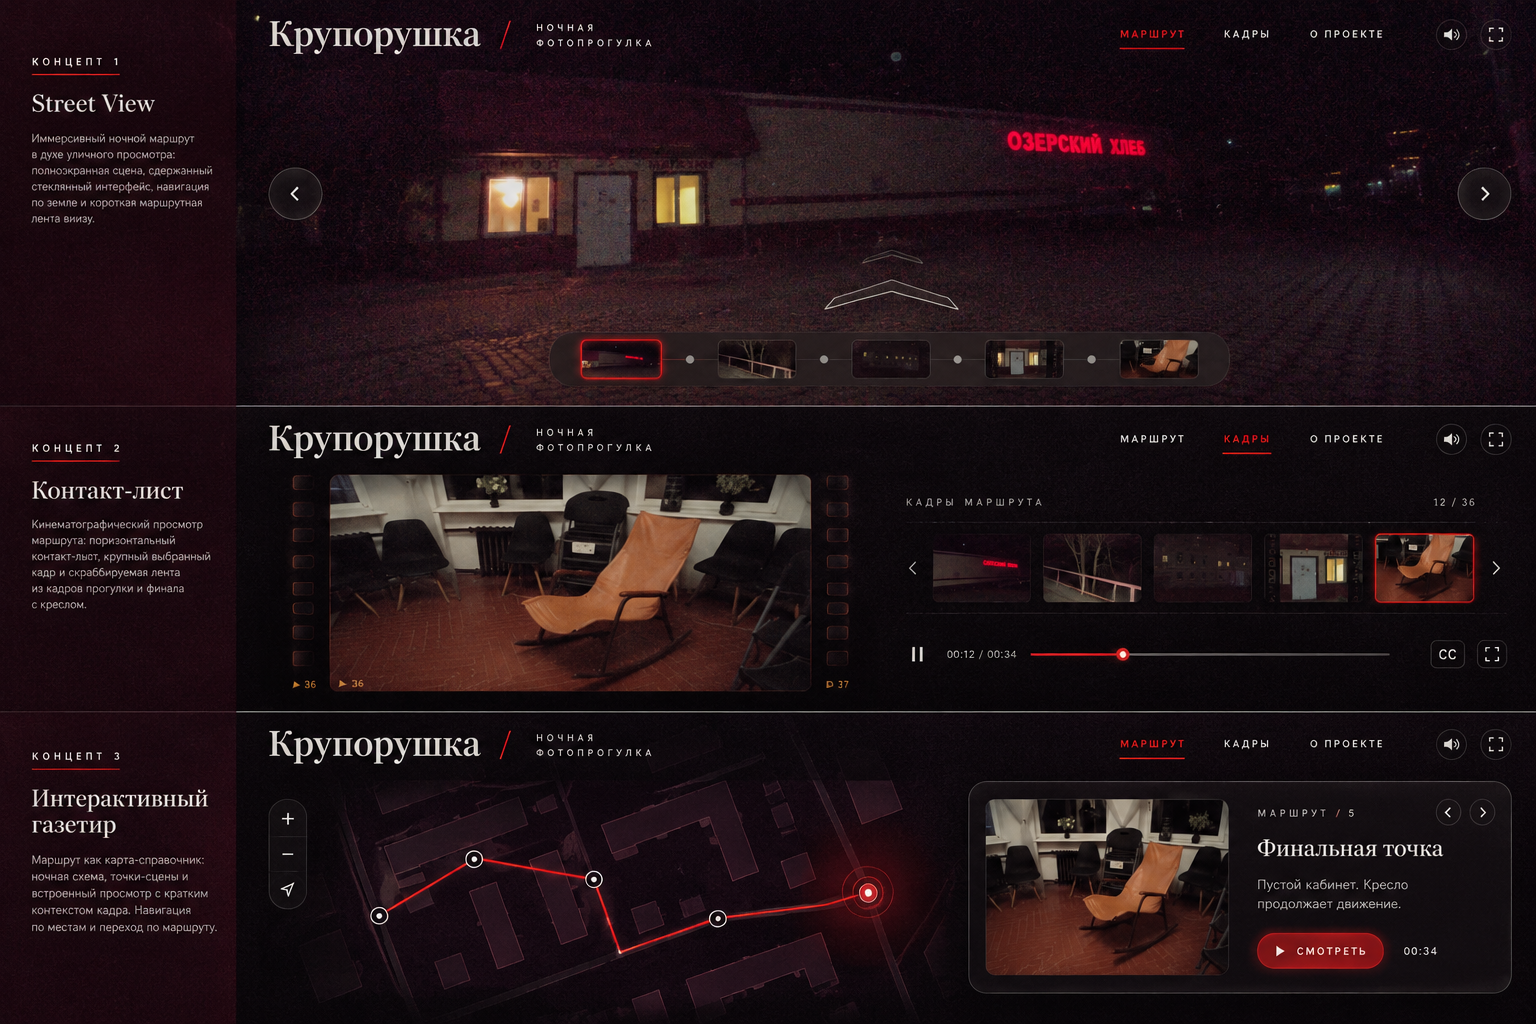 КОНЦЕПТ 1
Street View
Иммерсивный ночной маршрут
в духе уличного просмотра:
полноэкранная сцена, сдержанный
стеклянный интерфейс, навигация
по земле и короткая маршрутная
лента внизу.
Крупорушка / НОЧНАЯ
ФОТОПРОГУЛКА
МАРШРУТ КАДРЫ О ПРОЕКТЕ
ОЗЕРСКИЙ ХЛЕБ
КОНЦЕПТ 2
Контакт-лист
Кинематографический просмотр
маршрута: поризонтальный
контакт-лыст, крупный выбранный
кадр и скраббируемая лента
из кадров прогулки и финала
с креслом.
Крупорушка / НОЧНАЯ
ФОТОПРОГУЛКА
МАРШРУТ КАДРЫ О ПРОЕКТЕ
36
36
37
КАДРЫ МАРШРУТА 12 / 36
00:12 / 00:34
CC
КОНЦЕПТ 3
Интерактивный
газетир
Маршрут как карта-справочник:
ночная схема, точки-сцены и
встроенный просмотр с кратким
контекстом кадра. Навигация
по местам и переход по маршруту.
Крупорушка / НОЧНАЯ
ФОТОПРОГУЛКА
МАРШРУТ КАДРЫ О ПРОЕКТЕ
МАРШРУТ / 5
Финальная точка
Пустой кабинет. Кресло
продолжает движение.
СМОТРЕТЬ 00:34